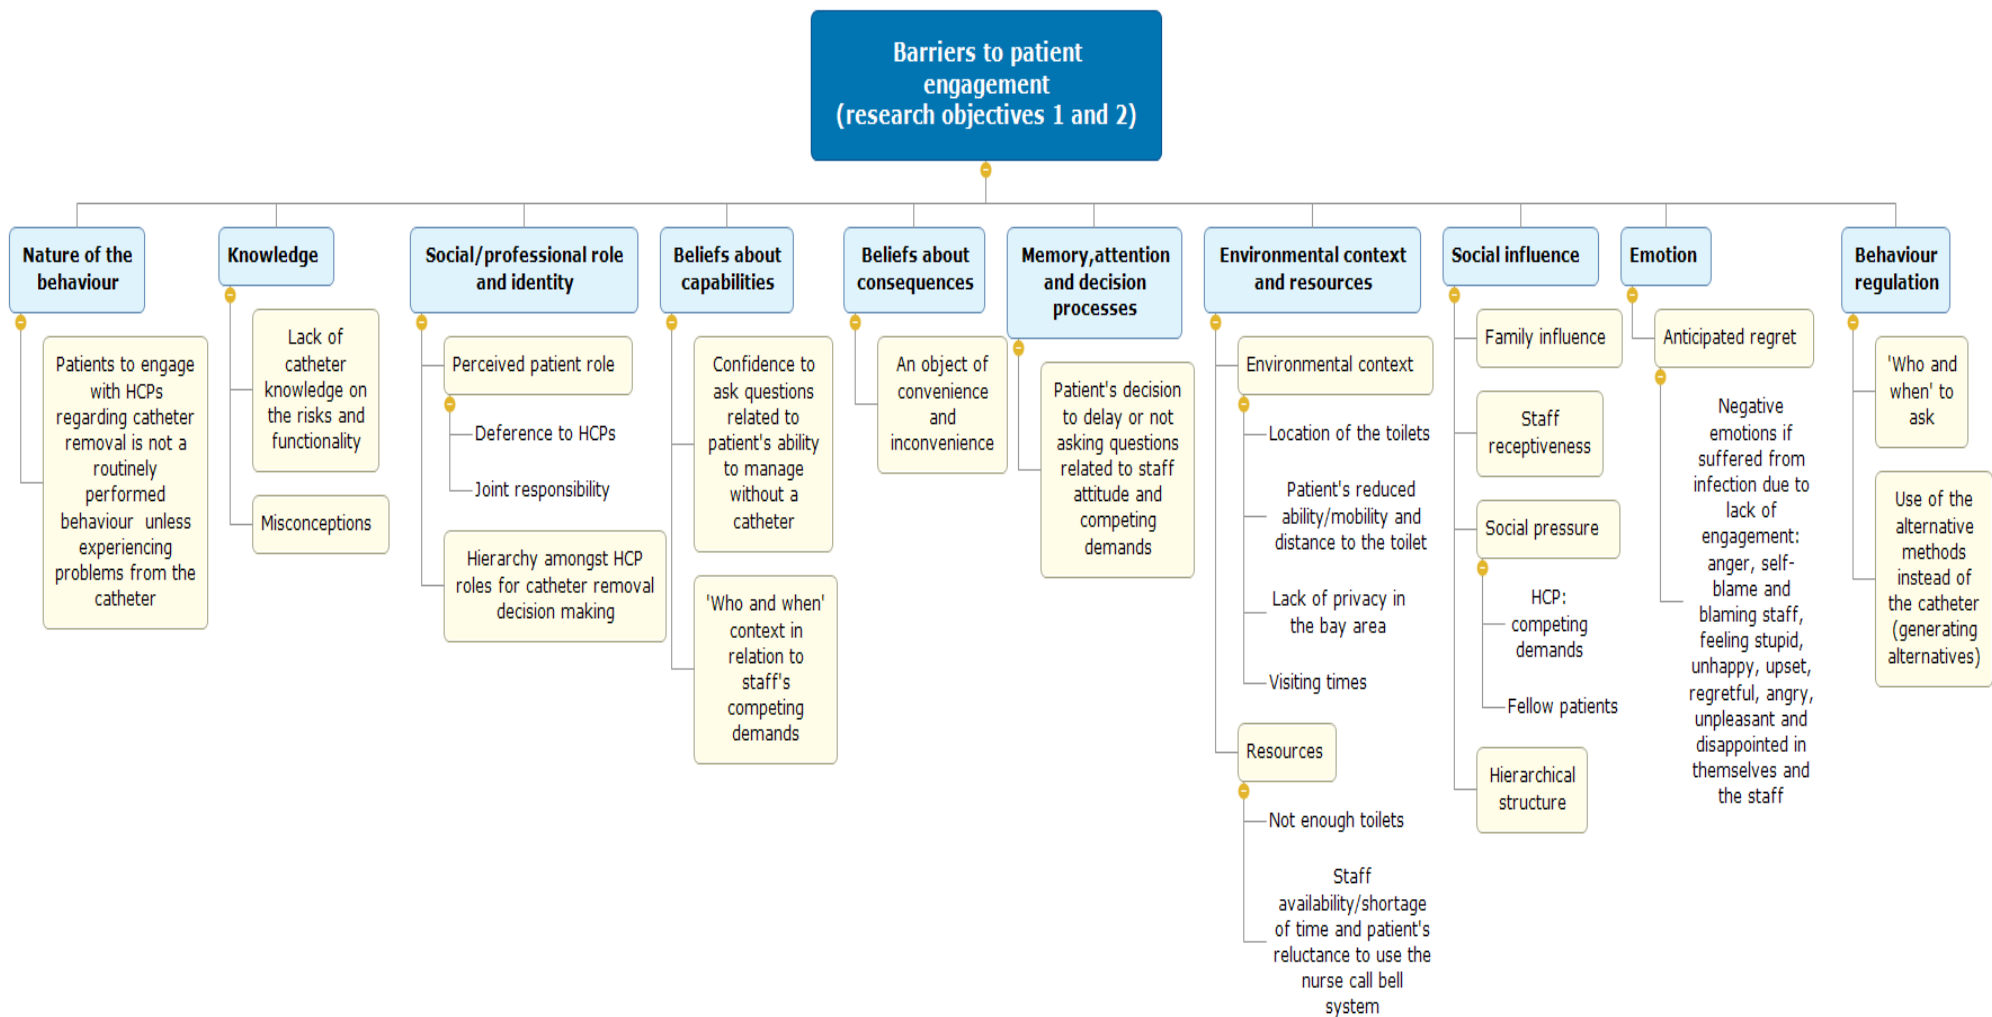 Barriers to patient
engagement
(research objectives 1 and 2)
Nature of the
behaviour
Patients to engage
with HCPs
regarding catheter
removal is not a
routinely
performed
behaviour unless
experiencing
problems from the
catheter
Knowledge
Lack of
catheter
knowledge on
the risks and
functionality
Misconceptions
Social/professional role
and identity
Perceived patient role
Deference to HCPs
Joint responsibility
Hierarchy amongst HCP
roles for catheter removal
decision making
Beliefs about
capabilities
Confidence to
ask questions
related to
patient's ability
to manage
without a
catheter
'Who and when'
context in
relation to
staff's
competing
demands
Beliefs about
consequences
An object of
convenience
and
inconvenience
Memory,attention
and decision
processes
Patient's decision
to delay or not
asking questions
related to staff
attitude and
competing
demands
Environmental context
and resources
Environmental context
Location of the toilets
Patient's reduced
ability/mobility and
distance to the toilet
Lack of privacy in
the bay area
Visiting times
Resources
Not enough toilets
Staff
availability/shortage
of time and patient's
reluctance to use the
nurse call bell
system
Social influence
Family influence
Staff
receptiveness
Social pressure
HCP:
competing
demands
Fellow patients
Hierarchical
structure
Emotion
Anticipated regret
Negative
emotions if
suffered from
infection due to
lack of
engagement:
anger, self-
blame and
blaming staff,
feeling stupid,
unhappy, upset,
regretful, angry,
unpleasant and
disappointed in
themselves and
the staff
Behaviour
regulation
'Who and
when' to
ask
Use of the
alternative
methods
instead of
the catheter
(generating
alternatives)